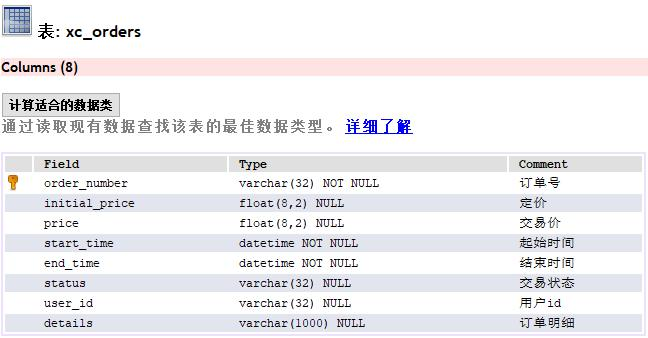 表: xc_orders
Columns (8)
计算适合的数据类
通过读取现有数据查找该表的最佳数据类型。 详细了解
Field Type Comment
order_number varchar(32) NOT NULL 订单号
initial_price float(8,2) NULL 定价
price float(8,2) NULL 交易价
start_time datetime NOT NULL 起始时间
end_time datetime NOT NULL 结束时间
status varchar(32) NULL 交易状态
user_id varchar(32) NULL 用户id
details varchar(1000) NULL 订单明细